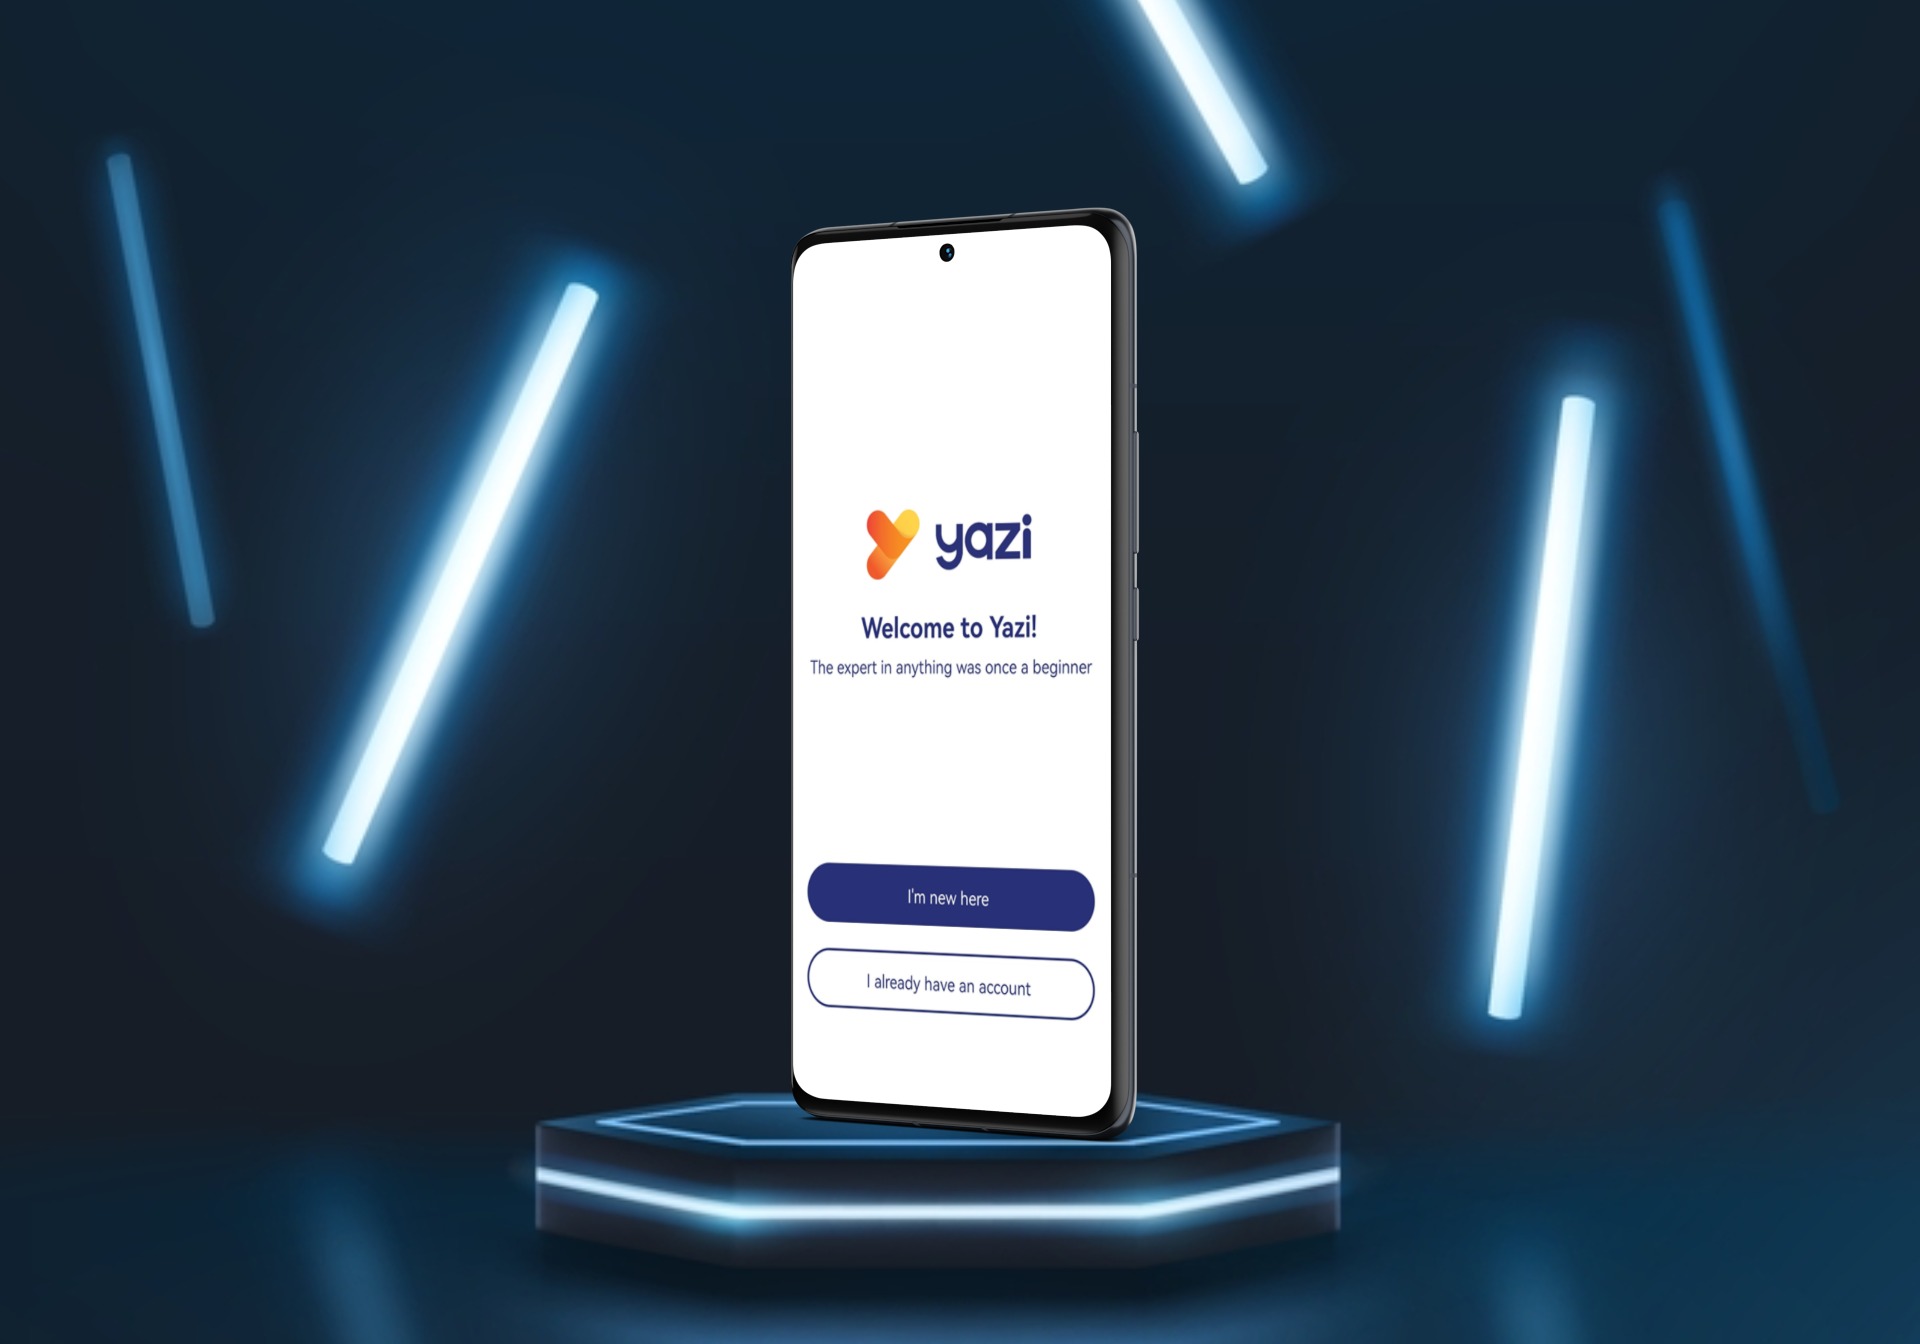 yazi
Welcome to Yazi!
The expert in anything was once a beginner
I'm new here
I already have an account